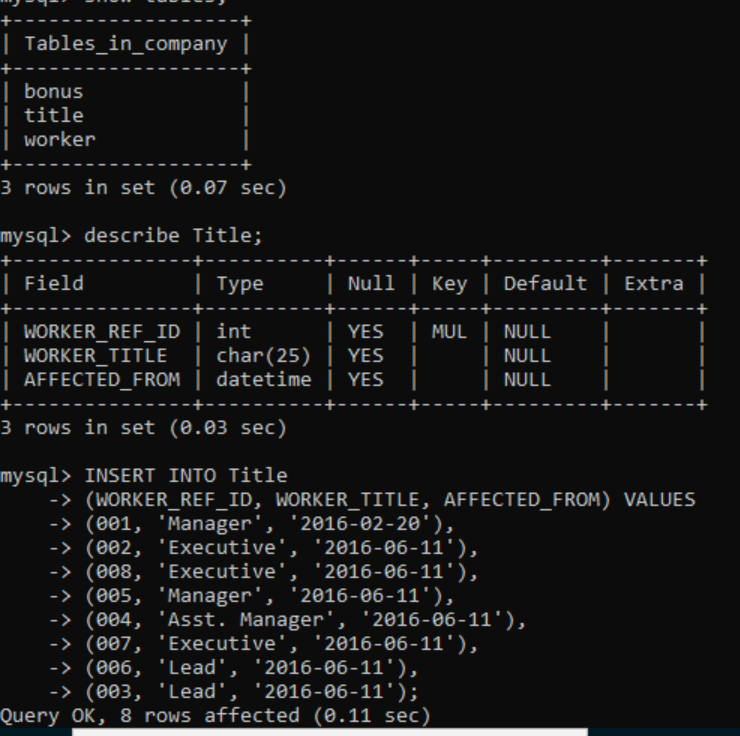 mysql> show tables;
+-------------------+
| Tables_in_company |
+-------------------+
| bonus             |
| title             |
| worker            |
+-------------------+
3 rows in set (0.07 sec)

mysql> describe Title;
+---------------+----------+------+-----+---------+-------+
| Field         | Type     | Null | Key | Default | Extra |
+---------------+----------+------+-----+---------+-------+
| WORKER_REF_ID | int      | YES  | MUL | NULL    |       |
| WORKER_TITLE  | char(25) | YES  |     | NULL    |       |
| AFFECTED_FROM | datetime | YES  |     | NULL    |       |
+---------------+----------+------+-----+---------+-------+
3 rows in set (0.03 sec)

mysql> INSERT INTO Title
    -> (WORKER_REF_ID, WORKER_TITLE, AFFECTED_FROM) VALUES
    -> (001, 'Manager', '2016-02-20'),
    -> (002, 'Executive', '2016-06-11'),
    -> (008, 'Executive', '2016-06-11'),
    -> (005, 'Manager', '2016-06-11'),
    -> (004, 'Asst. Manager', '2016-06-11'),
    -> (007, 'Executive', '2016-06-11'),
    -> (006, 'Lead', '2016-06-11'),
    -> (003, 'Lead', '2016-06-11');
Query OK, 8 rows affected (0.11 sec)